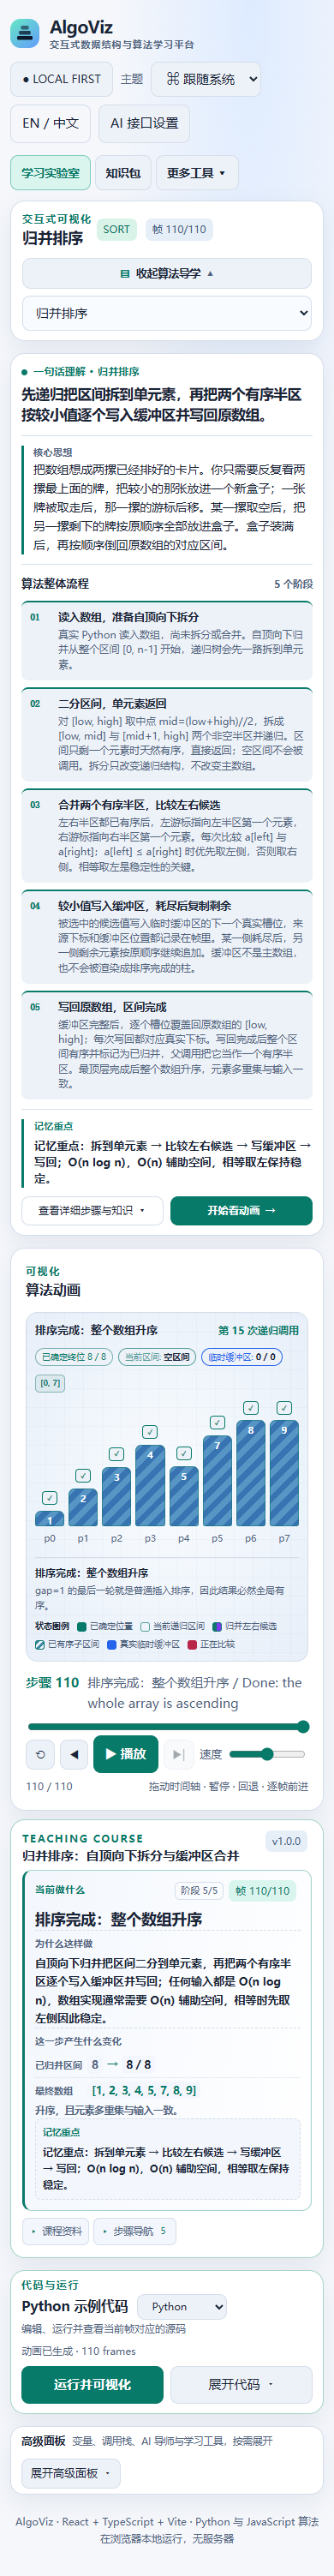 AlgoViz
交互式数据结构与算法学习平台
● LOCAL FIRST 主题 ⌘ 跟随系统
EN / 中文 AI 接口设置
学习实验室 知识包 更多工具 ▾
交互式可视化
归并排序 SORT 帧 110/110
收起算法导学 ▲
归并排序
● 一句话理解 · 归并排序
先递归把区间拆到单元素，再把两个有序半区
按较小值逐个写入缓冲区并写回原数组。
核心思想
把数组想成两摞已经排好的卡片。你只需要反复看两
摞最上面的牌，把较小的那张放进一个新盒子；一张
牌被取走后，那一摞的游标后移。某一摞取空后，把
另一摞剩下的牌按原顺序全部放进盒子。盒子装满
后，再按顺序倒回原数组的对应区间。
算法整体流程 5 个阶段
01 读入数组，准备自顶向下拆分
真实 Python 读入数组，尚未拆分或合并。自顶向下归
并从整个区间 [0, n-1] 开始，递归树会先一路拆到单元
素。
02 二分区间，单元素返回
对 [low, high] 取中点 mid=(low+high)//2，拆成
[low, mid] 与 [mid+1, high] 两个非空半区并递归。区
间只剩一个元素时天然有序，直接返回；空区间不会被
调用。拆分只改变递归结构，不改变主数组。
03 合并两个有序半区，比较左右候选
左右半区都已有序后，左游标指向左半区第一个元素，
右游标指向右半区第一个元素。每次比较 a[left] 与
a[right]；a[left] ≤ a[right] 时优先取左侧，否则取右
侧。相等取左是稳定性的关键。
04 较小值写入缓冲区，耗尽后复制剩余
被选中的候选值写入临时缓冲区的下一个真实槽位，来
源下标和缓冲区位置都记录在帧里。某一侧耗尽后，另
一侧剩余元素按原顺序继续追加。缓冲区不是主数组，
也不会被渲染成排序完成的柱。
05 写回原数组，区间完成
缓冲区完整后，逐个槽位覆盖回原数组的 [low,
high]；每次写回都对应真实下标。写回完成后整个区
间有序并标记为已归并，父调用把它当作一个有序半
区。最顶层完成后整个数组升序，元素多重集与输入一
致。
记忆重点
记忆重点：拆到单元素 → 比较左右候选 → 写缓冲区 →
写回；O(n log n)，O(n) 辅助空间，相等取左保持稳
定。
查看详细步骤与知识 ▾ 开始看动画 →
可视化
算法动画
排序完成：整个数组升序 第 15 次递归调用
已确定终位 8 / 8 当前区间: 空区间 临时缓冲区: 0 / 0
[0, 7]
✓ ✓ ✓ ✓ ✓ ✓ ✓ ✓
1 2 3 4 5 7 8 9
p0 p1 p2 p3 p4 p5 p6 p7
排序完成：整个数组升序
gap=1 的最后一轮就是普通插入排序，因此结果必然全局有
序。
状态图例 已确定位置 当前递归区间 归并左右候选
已有序子区间 真实临时缓冲区 正在比较
步骤 110 排序完成：整个数组升序 / Done: the
whole array is ascending
▶ 播放 速度
110 / 110 拖动时间轴 · 暂停 · 回退 · 逐帧前进
TEACHING COURSE v1.0.0
归并排序：自顶向下拆分与缓冲区合并
当前做什么 阶段 5/5 帧 110/110
排序完成：整个数组升序
为什么这样做
自顶向下归并把区间二分到单元素，再把两个有序半
区逐个写入缓冲区并写回；任何输入都是 O(n log
n)，数组实现通常需要 O(n) 辅助空间，相等时先取
左侧因此稳定。
这一步产生什么变化
已归并区间 8 → 8 / 8
最终数组 [1, 2, 3, 4, 5, 7, 8, 9]
升序，且元素多重集与输入一致。
记忆重点
记忆重点：拆到单元素 → 比较左右候选 → 写缓冲区
→ 写回；O(n log n)，O(n) 辅助空间，相等取左保持
稳定。
▸ 课程资料 ▸ 步骤导航 5
代码与运行
Python 示例代码 Python
编辑、运行并查看当前帧对应的源码
动画已生成 · 110 frames
运行并可视化 展开代码 ▾
高级面板 变量、调用栈、AI 导师与学习工具，按需展开
展开高级面板 ▾
AlgoViz · React + TypeScript + Vite · Python 与 JavaScript 算法
在浏览器本地运行，无服务器